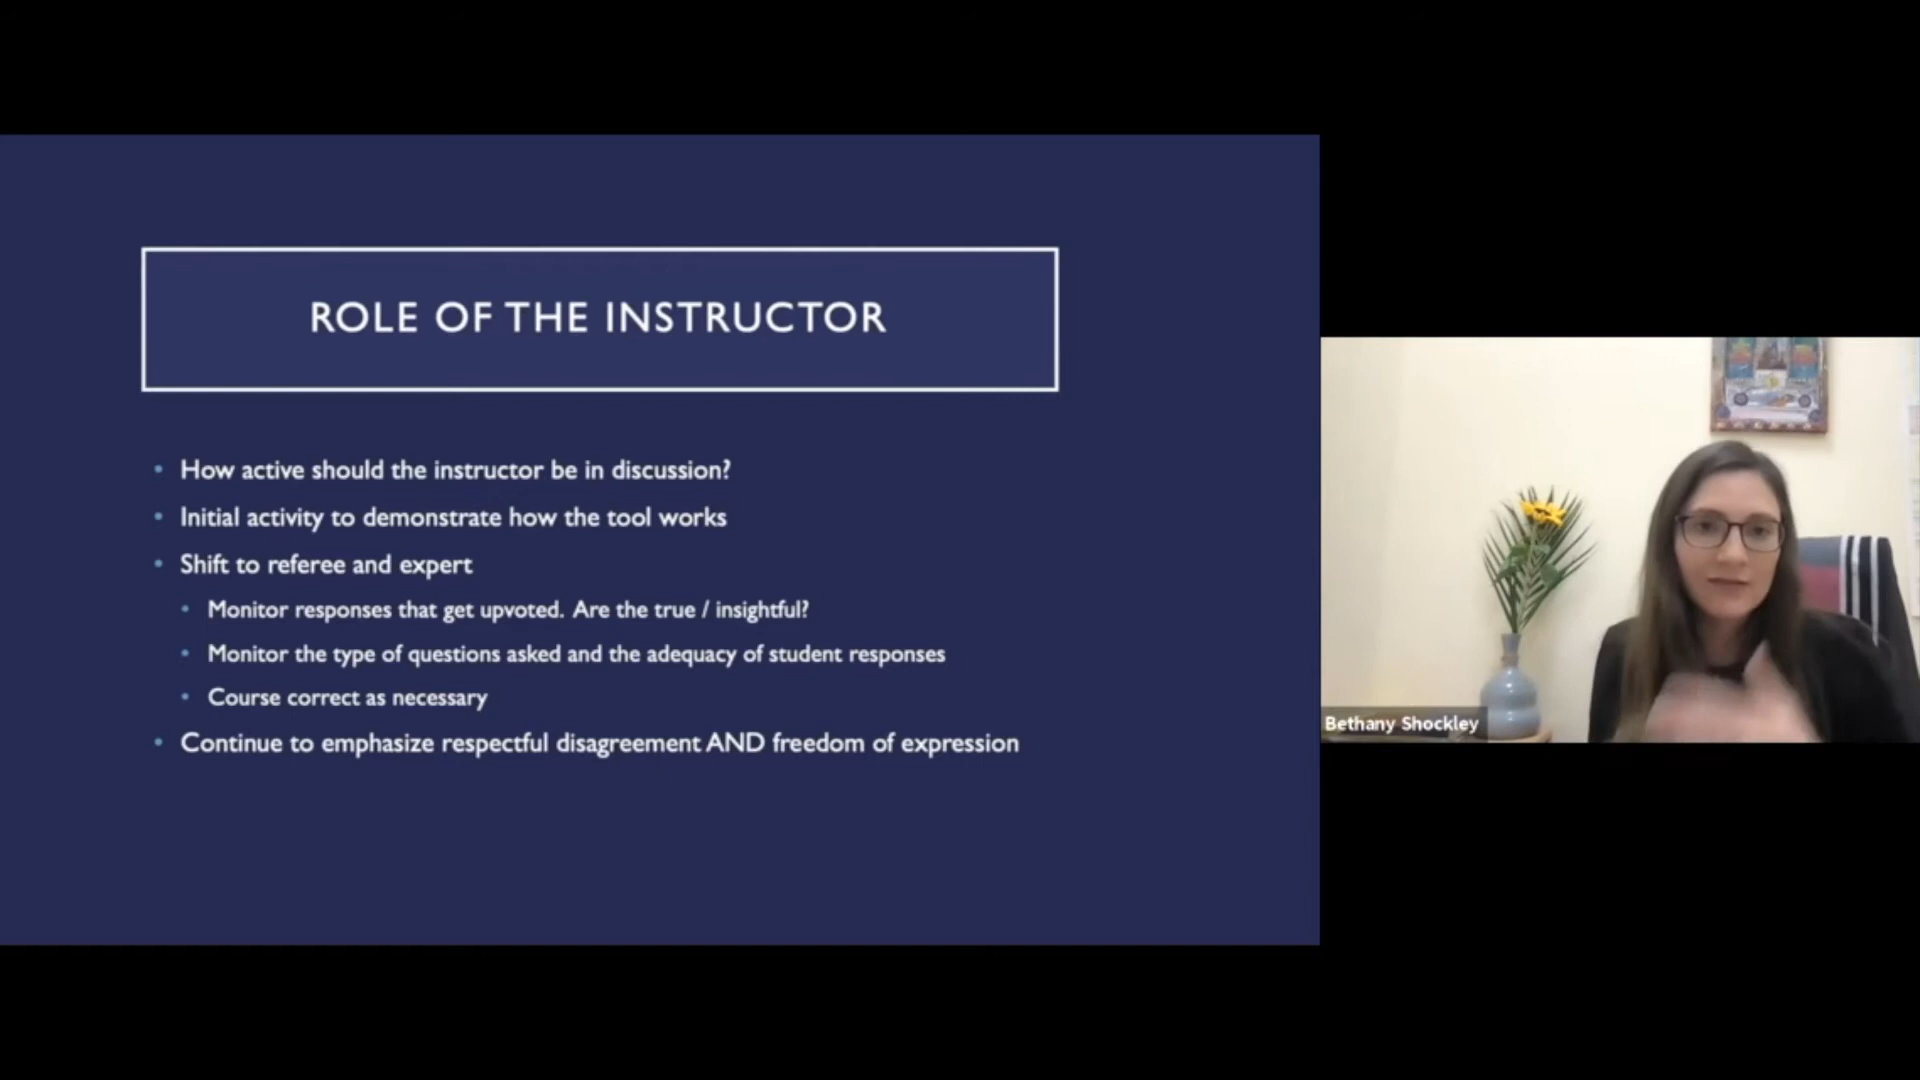 ROLE OF THE INSTRUCTOR
How active should the instructor be in discussion?
Initial activity to demonstrate how the tool works
Shift to referee and expert
Monitor responses that get upvoted. Are the true / insightful?
Monitor the type of questions asked and the adequacy of student responses
Course correct as necessary
Continue to emphasize respectful disagreement AND freedom of expression
Bethany Shockley